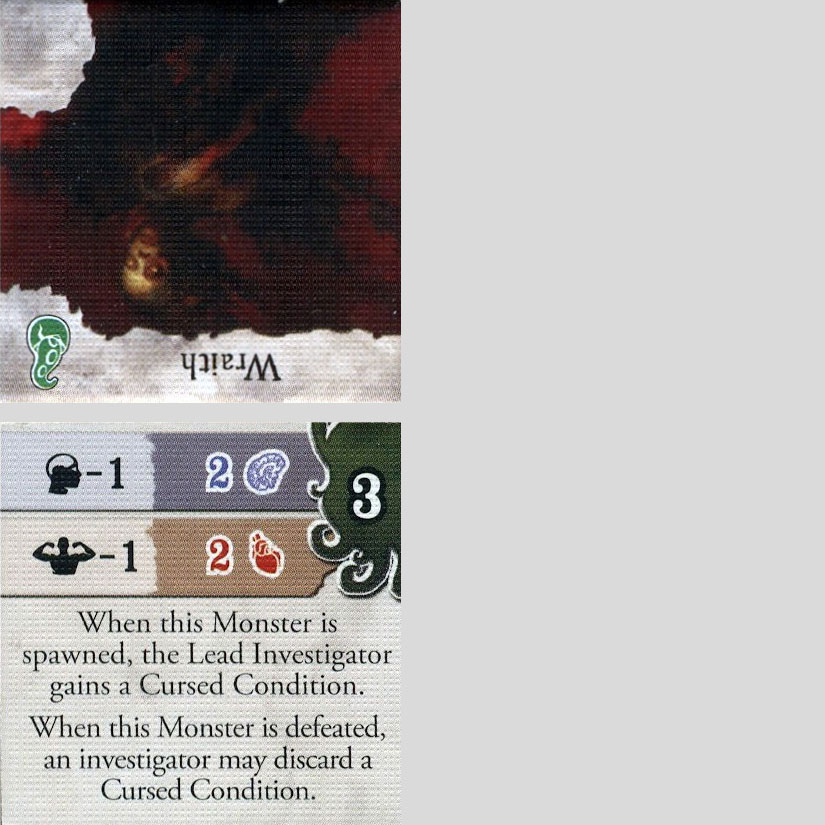 Wraith
-1 2 3
-1 2
When this Monster is
spawned, the Lead Investigator
gains a Cursed Condition.
When this Monster is defeated,
an investigator may discard a
Cursed Condition.